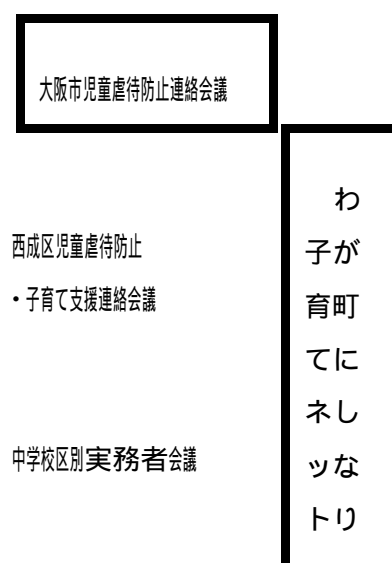 大阪市児童虐待防止連絡会議
西成区児童虐待防止
・子育て支援連絡会議
中学校区別実務者会議
わが町にしなり
子育てネット